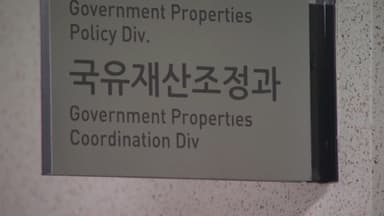 Government Properties
Policy Div.
국유재산조정과
Government Properties
Coordination Div